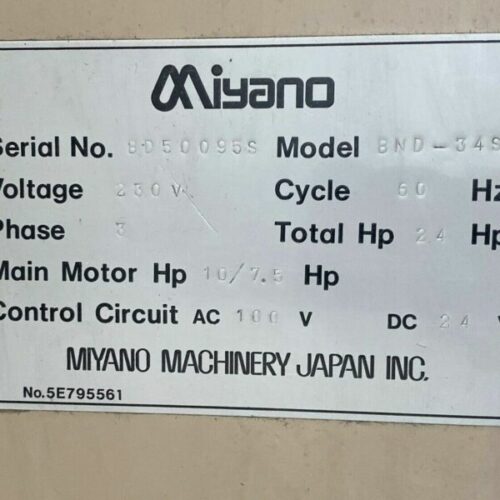 Miyano
Serial No. BD50095S Model BND-34S
Voltage 230 V Cycle 60 Hz
Phase 3 Total Hp 24 Hp
Main Motor Hp 10/7.5 Hp
Control Circuit AC 100 V DC 24 V
MIYANO MACHINERY JAPAN INC.
No.5E795561